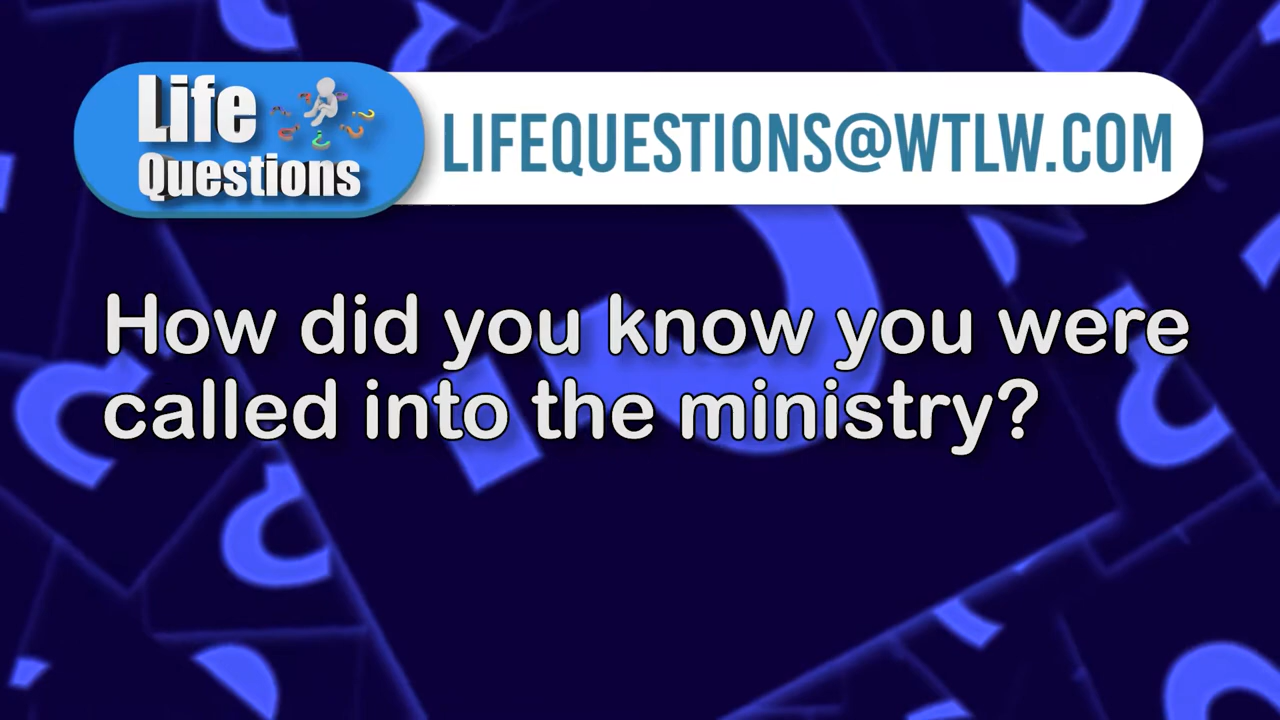 Life
Questions
LIFEQUESTIONS@WTLW.COM
How did you know you were
called into the ministry?